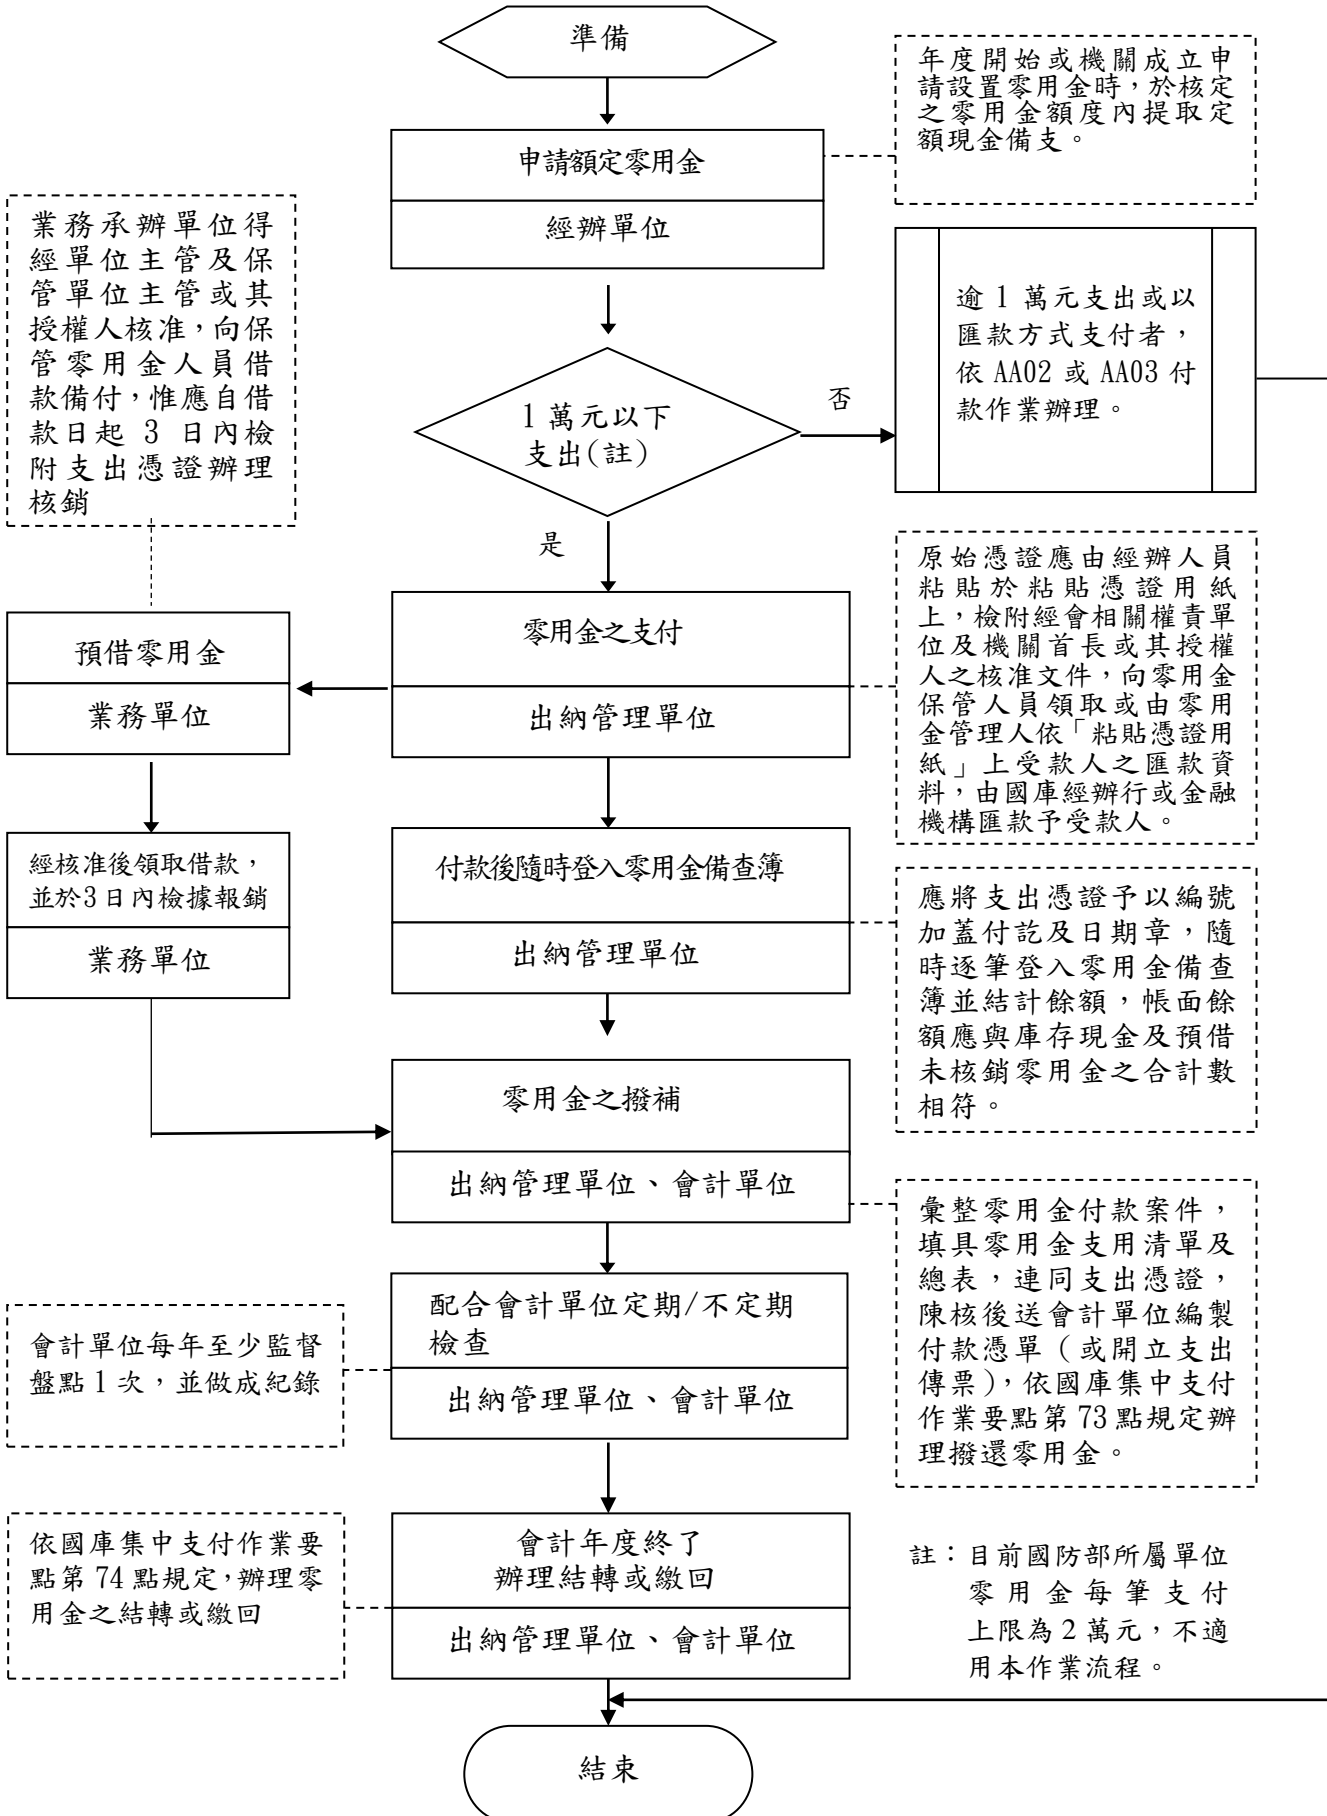 準備
年度開始或機關成立申
請設置零用金時，於核定
之零用金額度內提取定
額現金備支。
申請額定零用金
經辦單位
業務承辦單位得
經單位主管及保
管單位主管或其
授權人核准，向保
管零用金人員借
款備付，惟應自借
款日起 3 日內檢
附支出憑證辦理
核銷
逾 1 萬元支出或以
匯款方式支付者，
依 AA02 或 AA03 付
款作業辦理。
1 萬元以下
支出(註)
否
是
原始憑證應由經辦人員
粘貼於粘貼憑證用紙
上，檢附經會相關權責單
位及機關首長或其授權
人之核准文件，向零用金
保管人員領取或由零用
金管理人依「粘貼憑證用
紙」上受款人之匯款資
料，由國庫經辦行或金融
機構匯款予受款人。
零用金之支付
出納管理單位
預借零用金
業務單位
經核准後領取借款，
並於3日內檢據報銷
業務單位
付款後隨時登入零用金備查簿
出納管理單位
應將支出憑證予以編號
加蓋付訖及日期章，隨
時逐筆登入零用金備查
簿並結計餘額，帳面餘
額應與庫存現金及預借
未核銷零用金之合計數
相符。
零用金之撥補
出納管理單位、會計單位
彙整零用金付款案件，
填具零用金支用清單及
總表，連同支出憑證，
陳核後送會計單位編製
付款憑單（或開立支出
傳票），依國庫集中支付
作業要點第 73 點規定辦
理撥還零用金。
配合會計單位定期/不定期
檢查
出納管理單位、會計單位
會計單位每年至少監督
盤點 1 次，並做成紀錄
會計年度終了
辦理結轉或繳回
出納管理單位、會計單位
依國庫集中支付作業要
點第 74 點規定，辦理零
用金之結轉或繳回
註：目前國防部所屬單位
零用金每筆支付
上限為 2 萬元，不適
用本作業流程。
結束